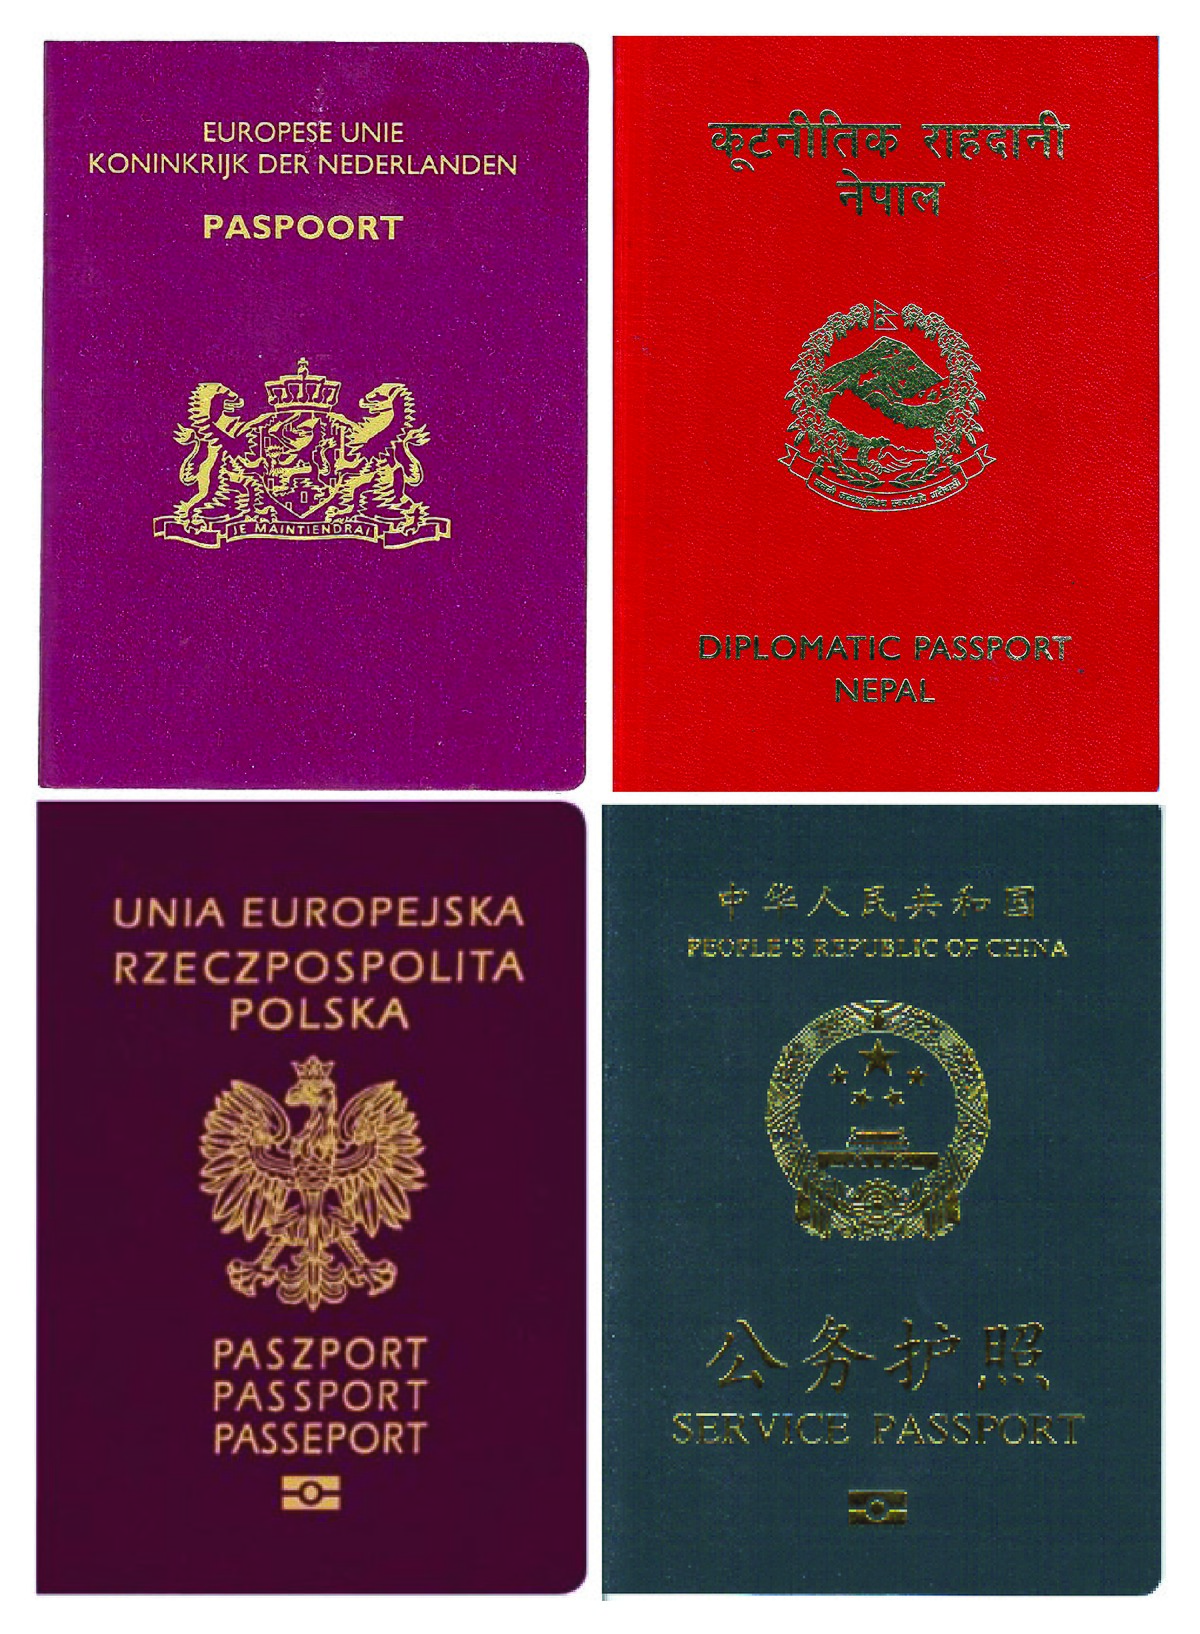 EUROPESE UNIE
KONINKRIJK DER NEDERLANDEN
PASPOORT
JE MAINTIENDRAI
कूटनीतिक राहदानी
नेपाल
DIPLOMATIC PASSPORT
NEPAL
UNIA EUROPEJSKA
RZECZPOSPOLITA
POLSKA
PASZPORT
PASSPORT
PASSEPORT
中华人民共和国
PEOPLE'S REPUBLIC OF CHINA
公务护照
SERVICE PASSPORT